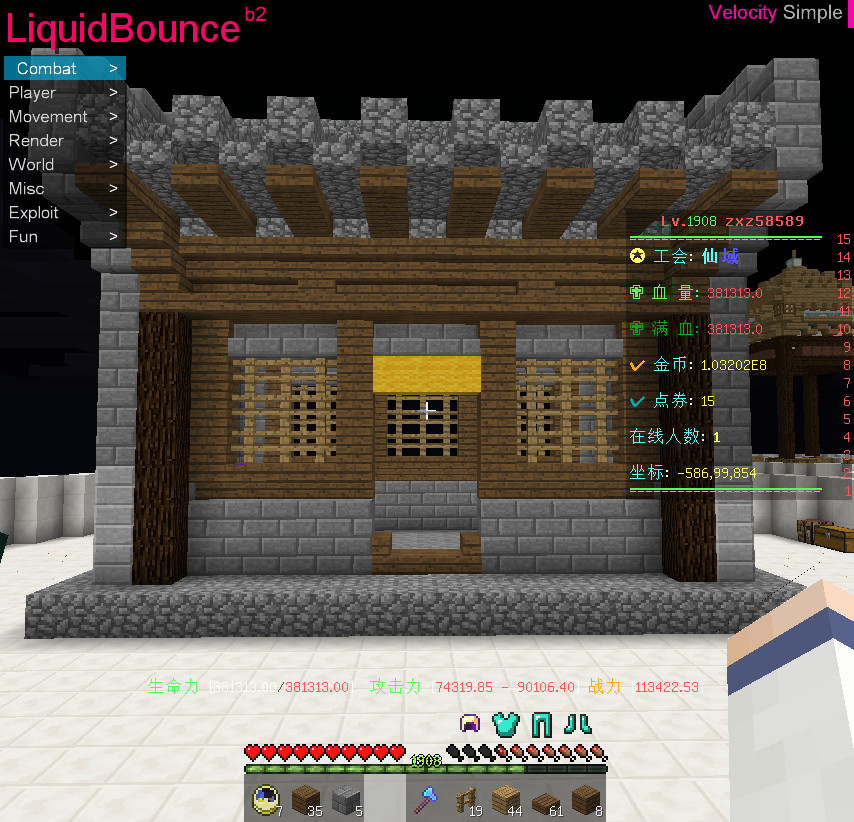 LiquidBounce b2
Velocity Simple
Combat >
Player >
Movement >
Render >
World >
Misc >
Exploit >
Fun >
Lv.1908 zxz58589
工会: 仙域
血 量: 381313.0
满 血: 381313.0
金币: 1.03202E8
点券: 15
在线人数: 1
坐标: -586,99,854
15
14
13
12
11
10
9
8
7
6
5
4
3
2
1
生命力 [381313.00/381313.00] 攻击力 [74319.85 - 90106.40] 战力 [113422.53]
1908
7 35 5 19 44 61 8